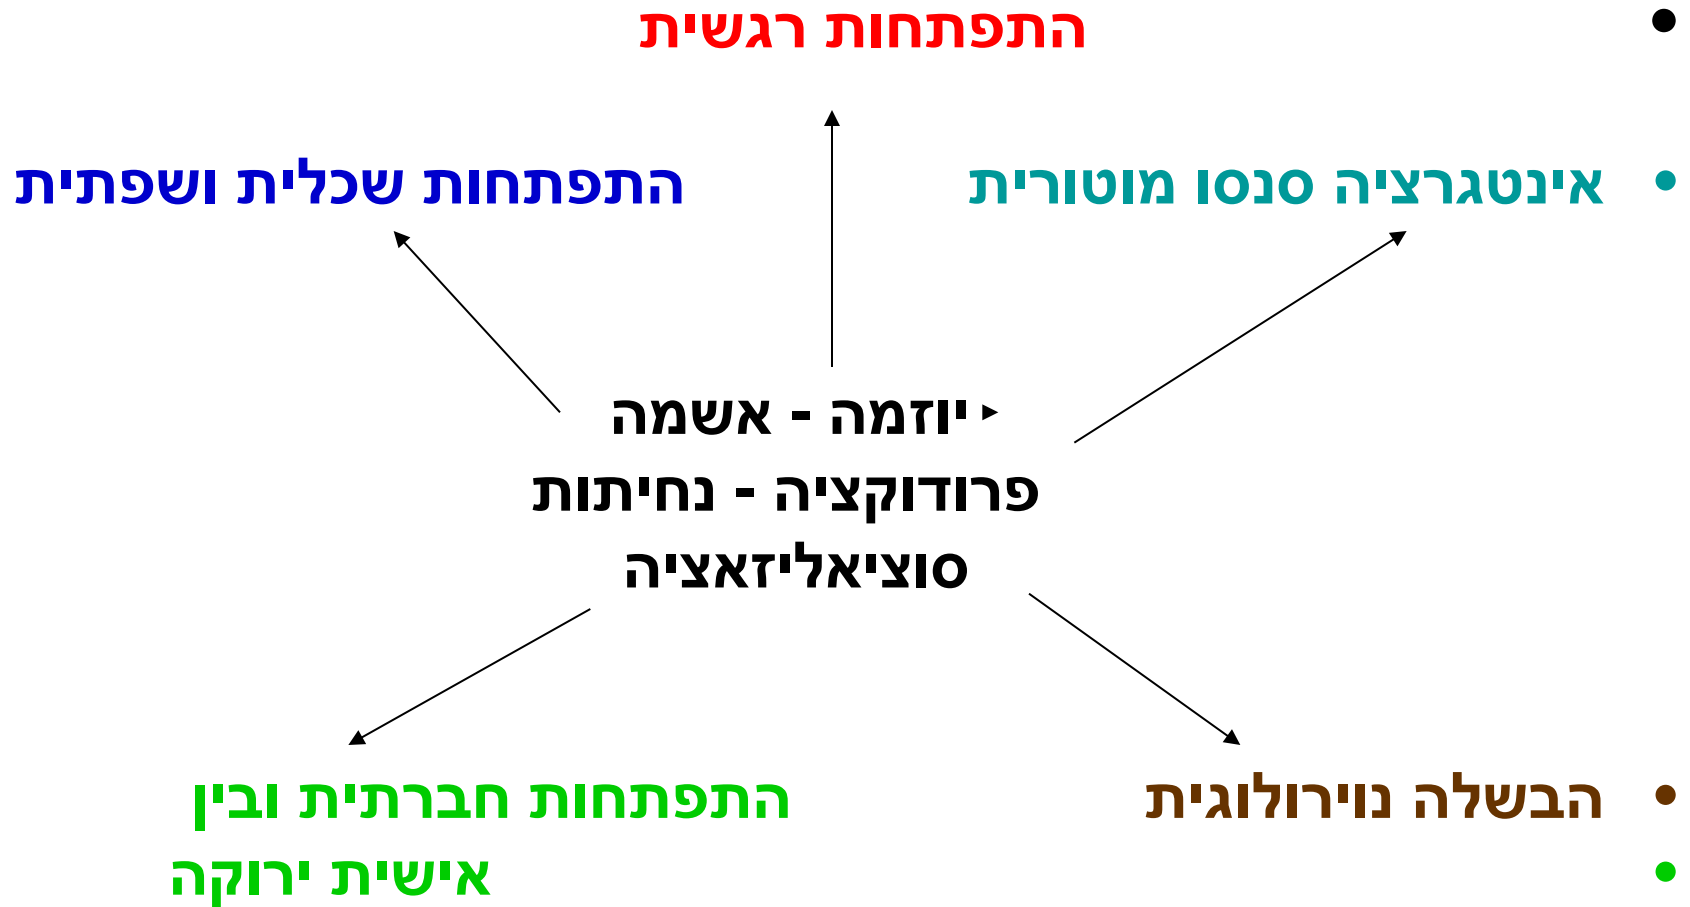 • התפתחות רגשית
• אינטגרציה סנסו מוטורית התפתחות שכלית ושפתית
‣ יוזמה - אשמה
פרודוקציה - נחיתות
סוציאליזאציה
• הבשלה נוירולוגית התפתחות חברתית ובין
• אישית ירוקה